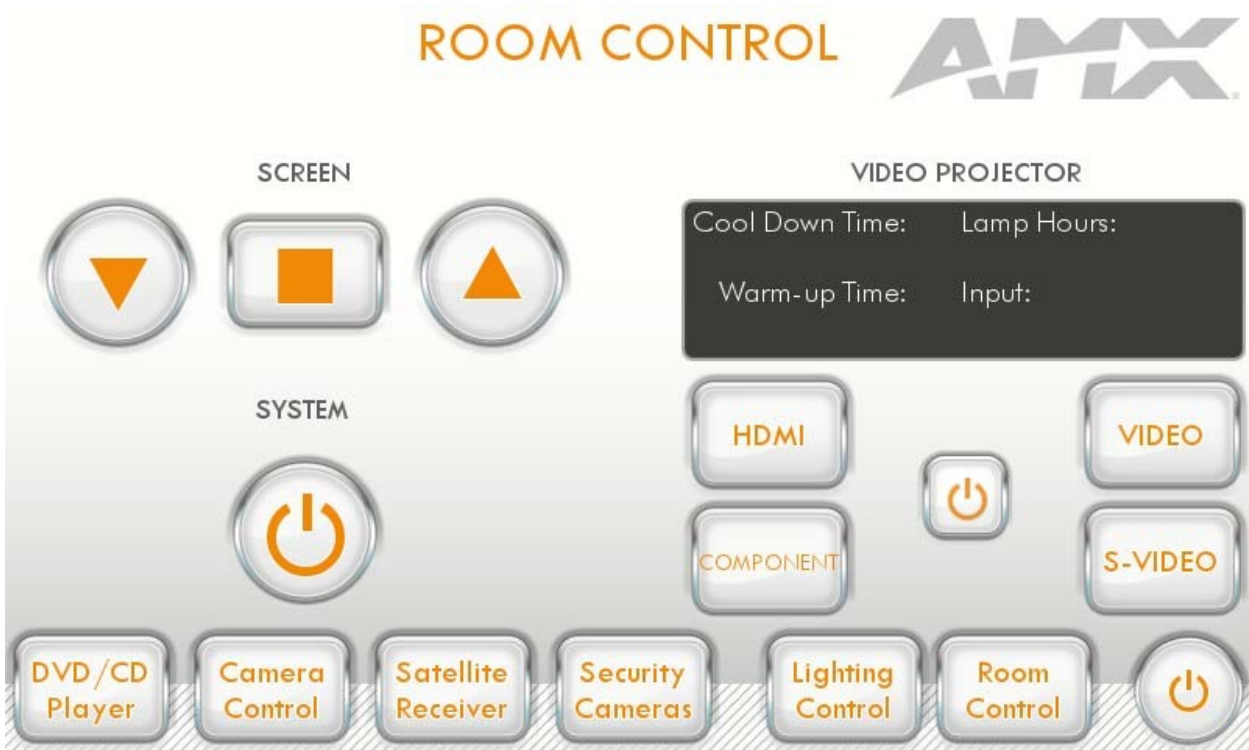 ROOM CONTROL
AMX
SCREEN
VIDEO PROJECTOR
Cool Down Time: Lamp Hours:
Warm-up Time: Input:
SYSTEM
HDMI
VIDEO
COMPONENT
S-VIDEO
DVD/CD
Player
Camera
Control
Satellite
Receiver
Security
Cameras
Lighting
Control
Room
Control